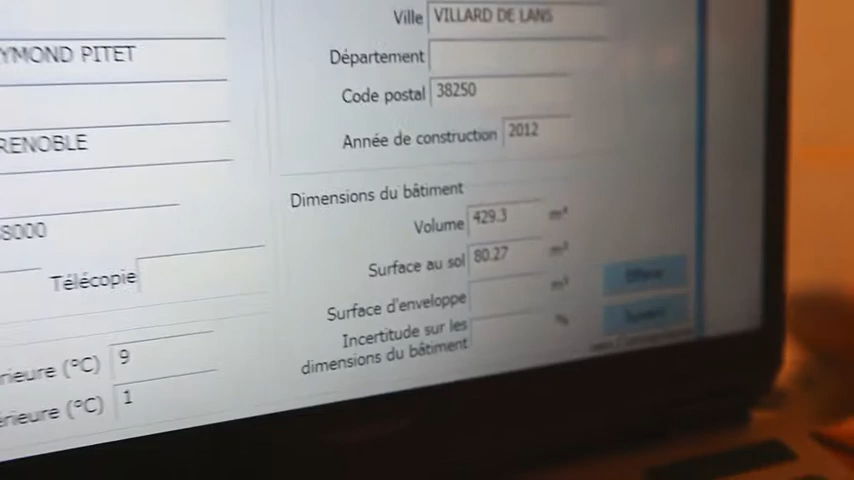 YMOND PITET
RENOBLE
38000
Télécopie
rieure (°C) 9
érieure (°C) 1
Ville VILLARD DE LANS
Département
Code postal 38250
Année de construction 2012
Dimensions du bâtiment
Volume 429.3 m³
Surface au sol 80.27 m²
Surface d'enveloppe m²
Incertitude sur les
dimensions du bâtiment %